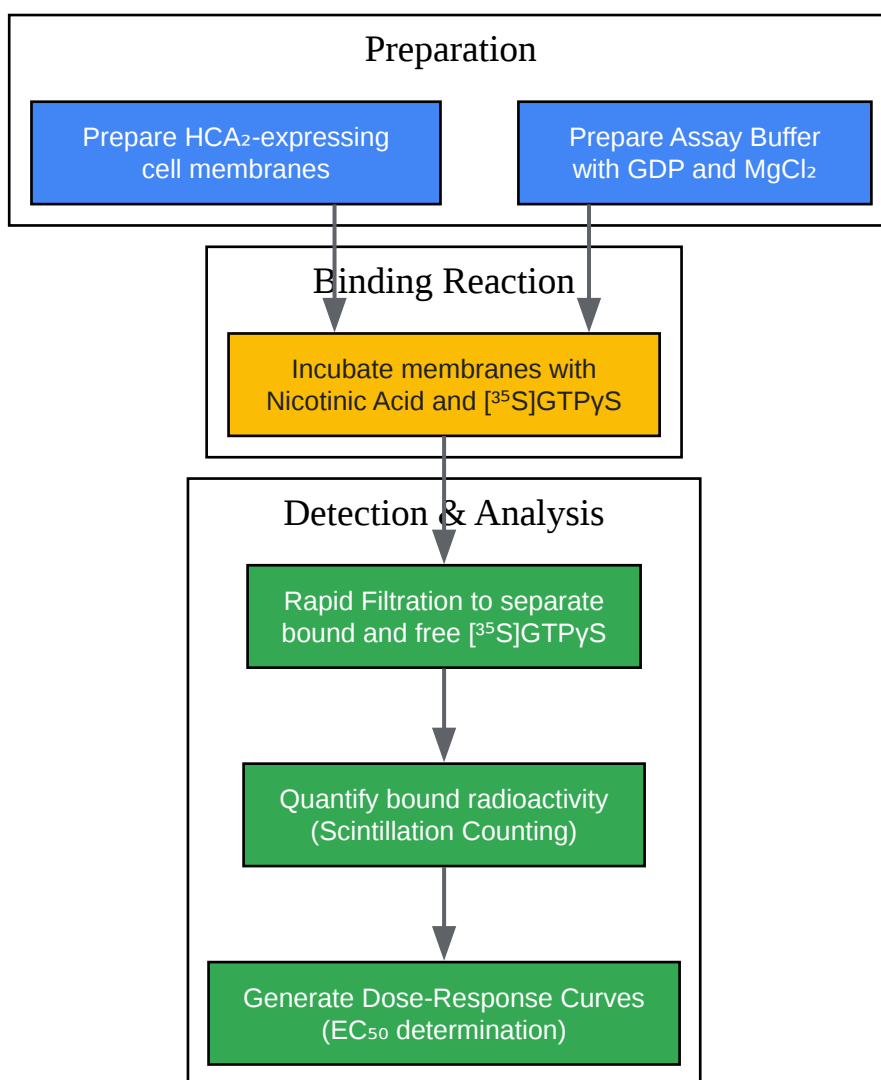 Preparation
Prepare HCA₂-expressing
cell membranes
Prepare Assay Buffer
with GDP and MgCl₂
Binding Reaction
Incubate membranes with
Nicotinic Acid and [³⁵S]GTPγS
Detection & Analysis
Rapid Filtration to separate
bound and free [³⁵S]GTPγS
Quantify bound radioactivity
(Scintillation Counting)
Generate Dose-Response Curves
(EC₅₀ determination)